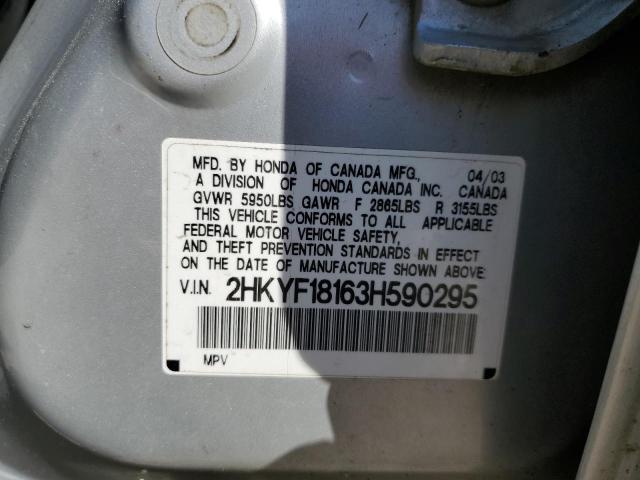 MFD. BY HONDA OF CANADA MFG., 04/03
A DIVISION OF HONDA CANADA INC. CANADA
GVWR 5950LBS GAWR F 2865LBS R 3155LBS
THIS VEHICLE CONFORMS TO ALL APPLICABLE
FEDERAL MOTOR VEHICLE SAFETY,
AND THEFT PREVENTION STANDARDS IN EFFECT
ON THE DATE OF MANUFACTURE SHOWN ABOVE.
V.I.N. 2HKYF18163H590295
MPV